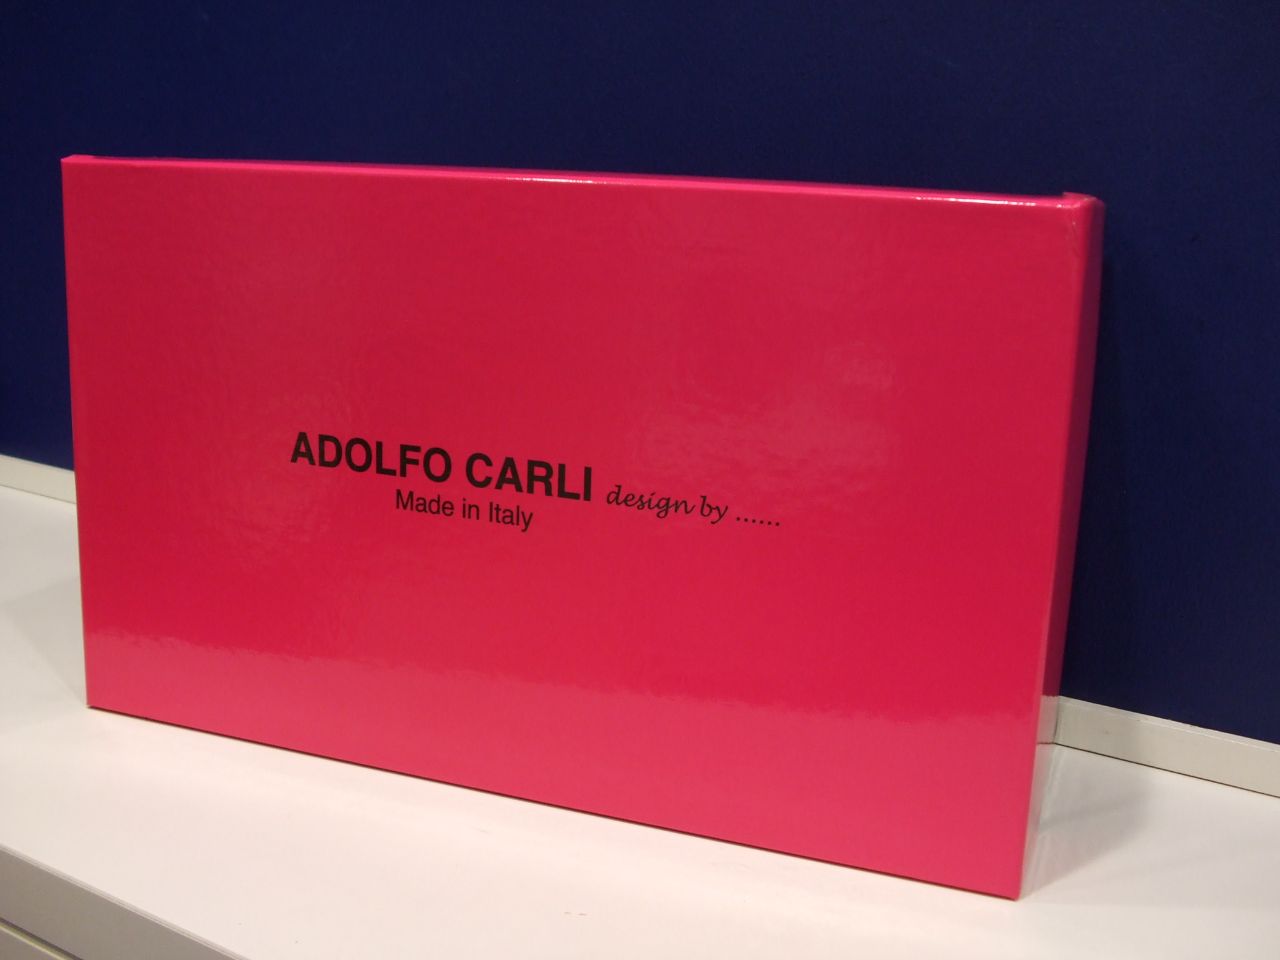 ADOLFO CARLI design by ......
Made in Italy